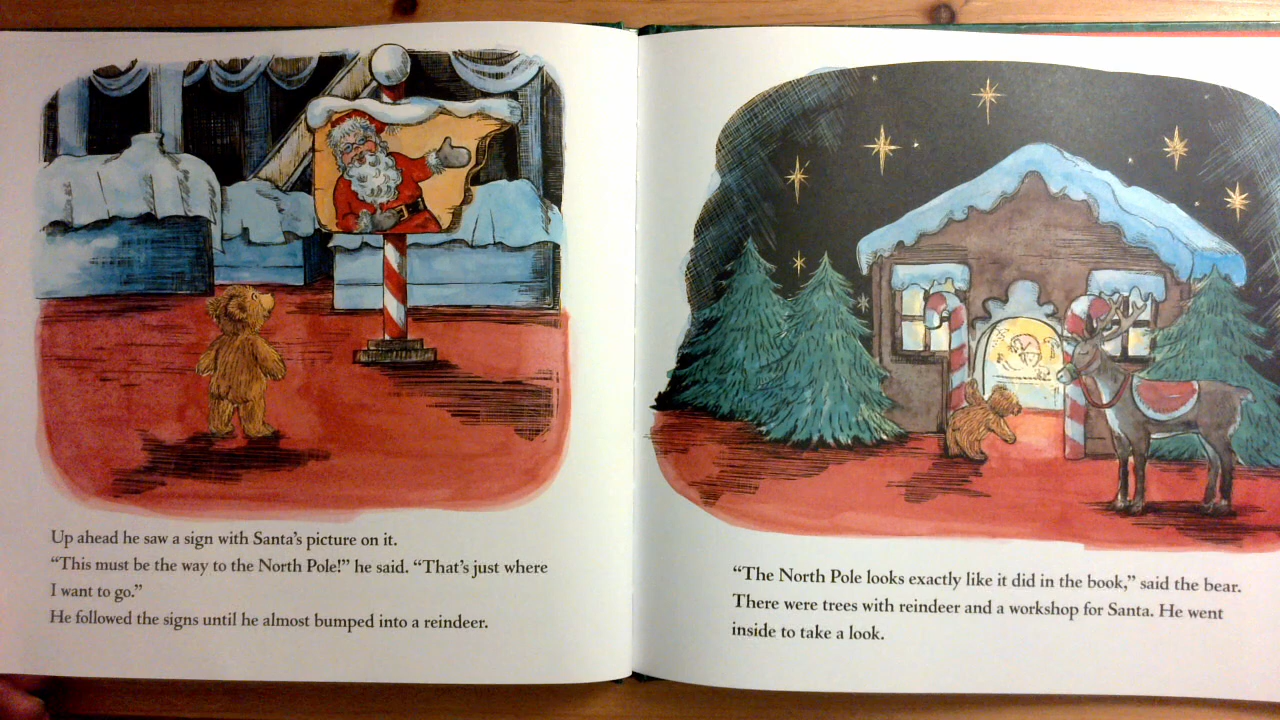 Up ahead he saw a sign with Santa's picture on it.
“This must be the way to the North Pole!” he said. “That's just where
I want to go.”
He followed the signs until he almost bumped into a reindeer.
“The North Pole looks exactly like it did in the book,” said the bear.
There were trees with reindeer and a workshop for Santa. He went
inside to take a look.